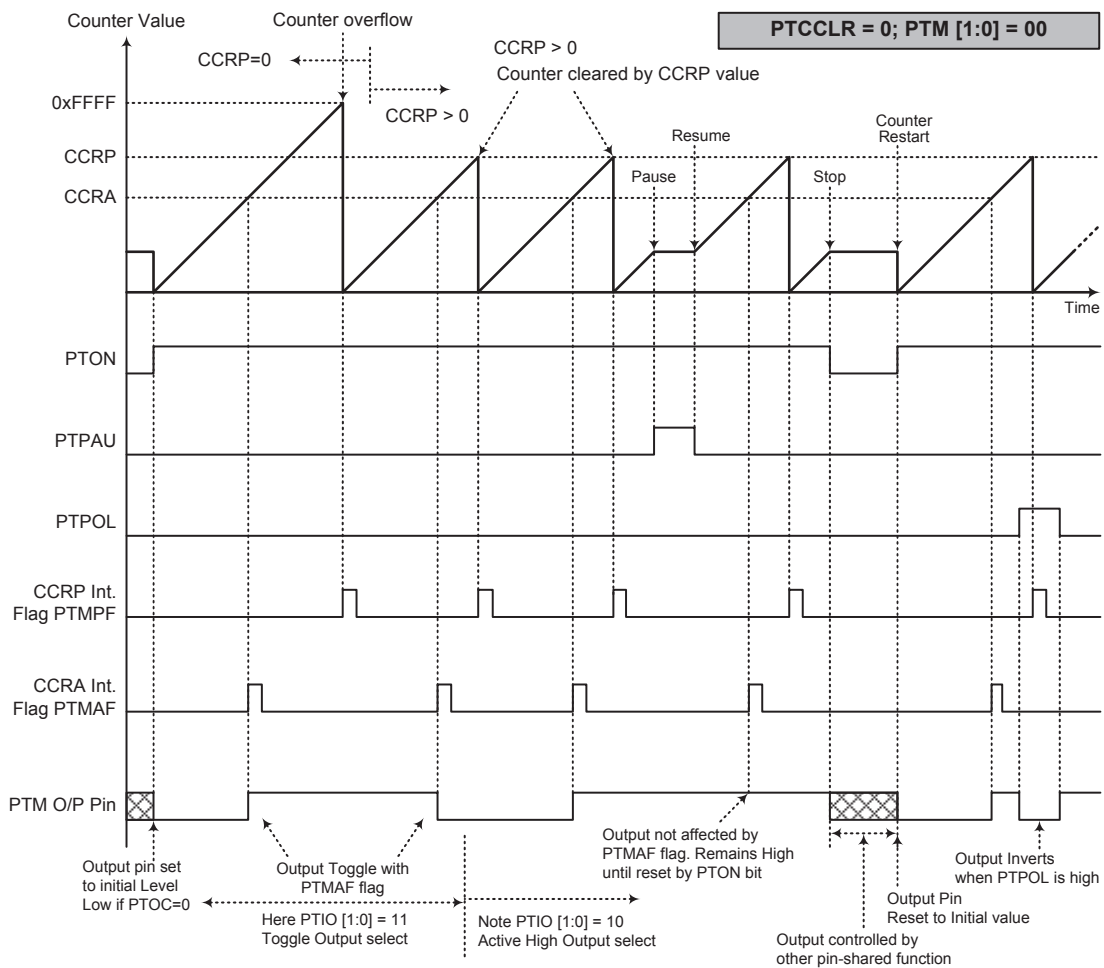 Counter Value
Counter overflow
PTCCLR = 0; PTM [1:0] = 00
CCRP=0
CCRP > 0
CCRP > 0
Counter cleared by CCRP value
0xFFFF
CCRP
CCRA
Pause
Resume
Stop
Counter
Restart
Time
PTON
PTPAU
PTPOL
CCRP Int.
Flag PTMPF
CCRA Int.
Flag PTMAF
PTM O/P Pin
Output pin set
to initial Level
Low if PTOC=0
Output Toggle with
PTMAF flag
Here PTIO [1:0] = 11
Toggle Output select
Note PTIO [1:0] = 10
Active High Output select
Output not affected by
PTMAF flag. Remains High
until reset by PTON bit
Output controlled by
other pin-shared function
Output Pin
Reset to Initial value
Output Inverts
when PTPOL is high